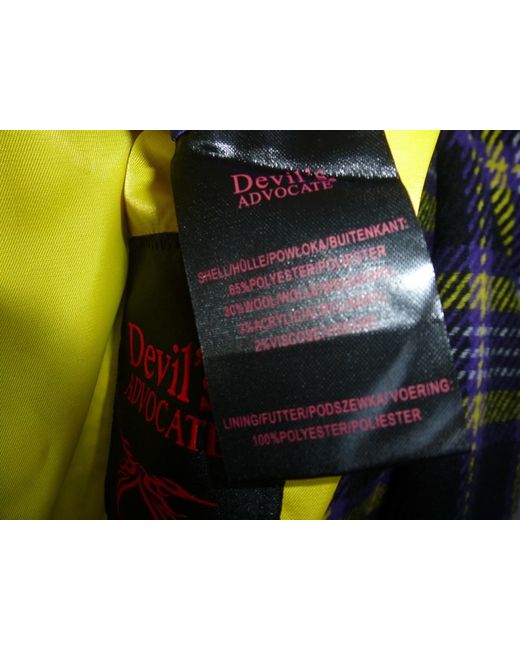 Devil's
ADVOCATE
SHELL/HÜLLE/POWŁOKA/BUITENKANT:
65%POLYESTER/POLIESTER
30%WOOL/WOLLE/
3%ACRYLIC/
2%VISCOVE/
LINING/FUTTER/PODSZEWKA/VOERING:
100%POLYESTER/POLIESTER
Devil's
ADVOCATE